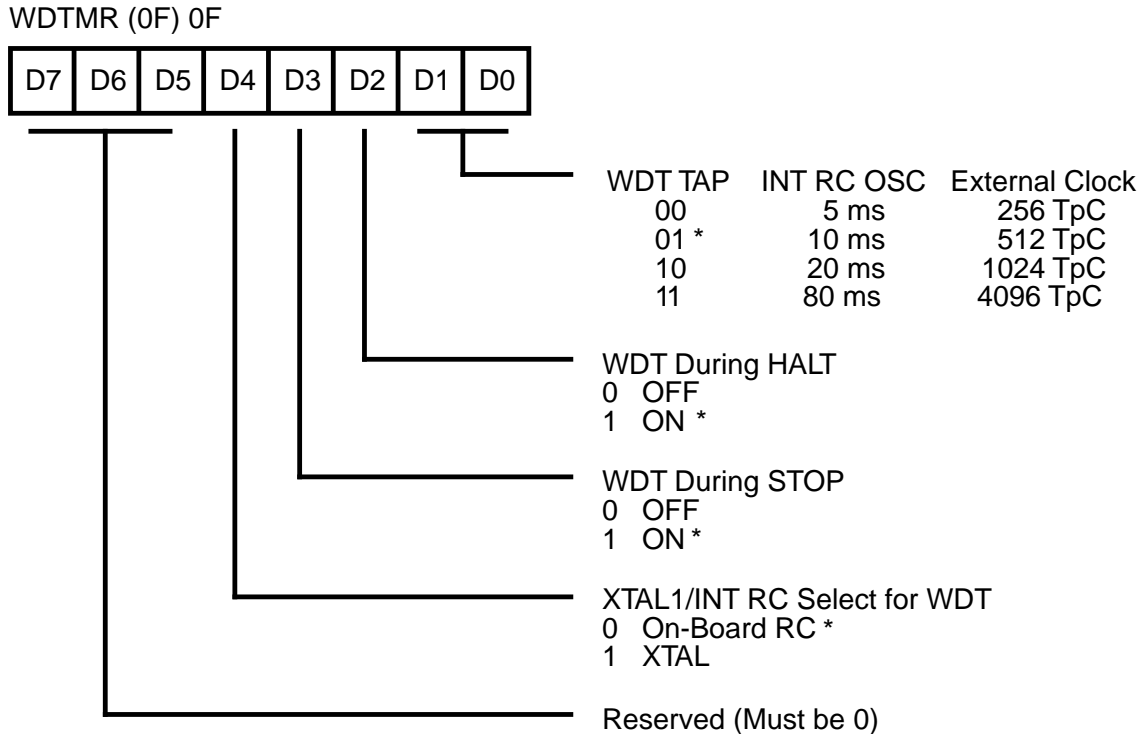 WDTMR (0F) 0F
D7 D6 D5 D4 D3 D2 D1 D0
WDT TAP INT RC OSC External Clock
00 5 ms 256 TpC
01 * 10 ms 512 TpC
10 20 ms 1024 TpC
11 80 ms 4096 TpC
WDT During HALT
0 OFF
1 ON *
WDT During STOP
0 OFF
1 ON *
XTAL1/INT RC Select for WDT
0 On-Board RC *
1 XTAL
Reserved (Must be 0)